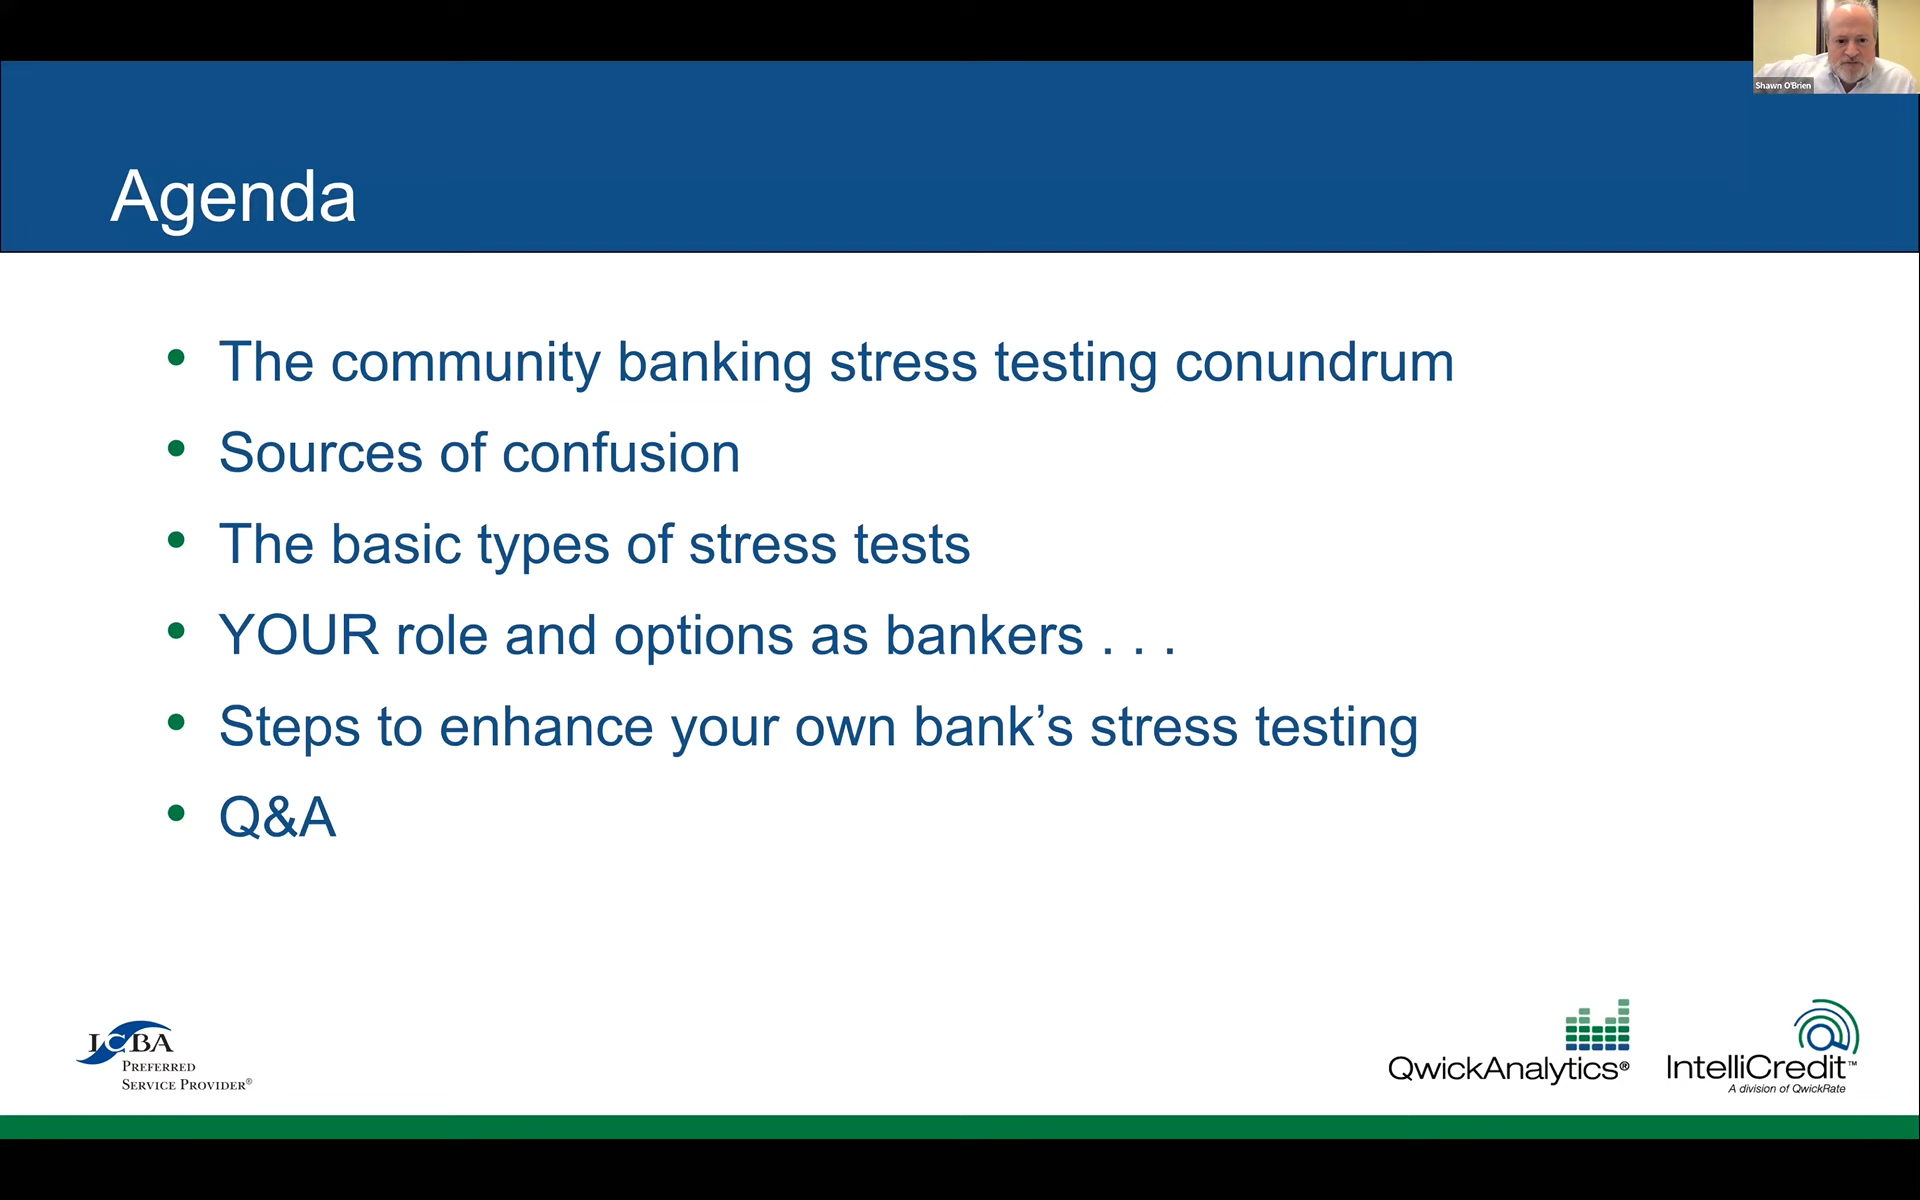 Shawn O'Brien
Agenda
• The community banking stress testing conundrum
• Sources of confusion
• The basic types of stress tests
• YOUR role and options as bankers . . .
• Steps to enhance your own bank’s stress testing
• Q&A
ICBA
PREFERRED
SERVICE PROVIDER®
QwickAnalytics®
IntelliCredit™
A division of QwickRate